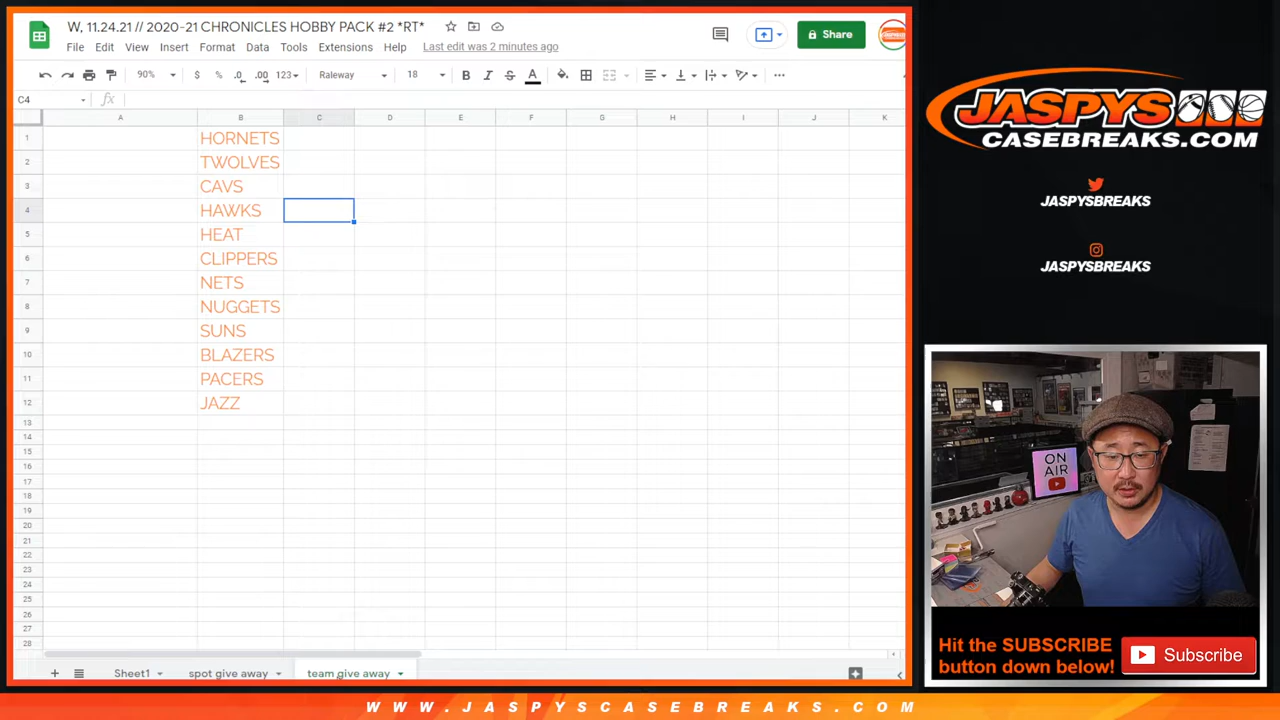 W, 11.24.21 // 2020-21 CHRONICLES HOBBY PACK #2 *RT*
File Edit View Insert Format Data Tools Extensions Help Last edit was 2 minutes ago
Share
90% $ % .0 .00 123 Raleway 18 B I S A
C4 fx
A B C D E F G H I J K
1 HORNETS
2 TWOLVES
3 CAVS
4 HAWKS
5 HEAT
6 CLIPPERS
7 NETS
8 NUGGETS
9 SUNS
10 BLAZERS
11 PACERS
12 JAZZ
13
14
15
16
17
18
19
20
21
22
23
24
25
26
27
28
+ Sheet1 spot give away team give away
JASPYS
CASEBREAKS.COM
JASPYSBREAKS
JASPYSBREAKS
ON
AIR
Hit the SUBSCRIBE
button down below!
Subscribe
WWW.JASPYSCASEBREAKS.COM